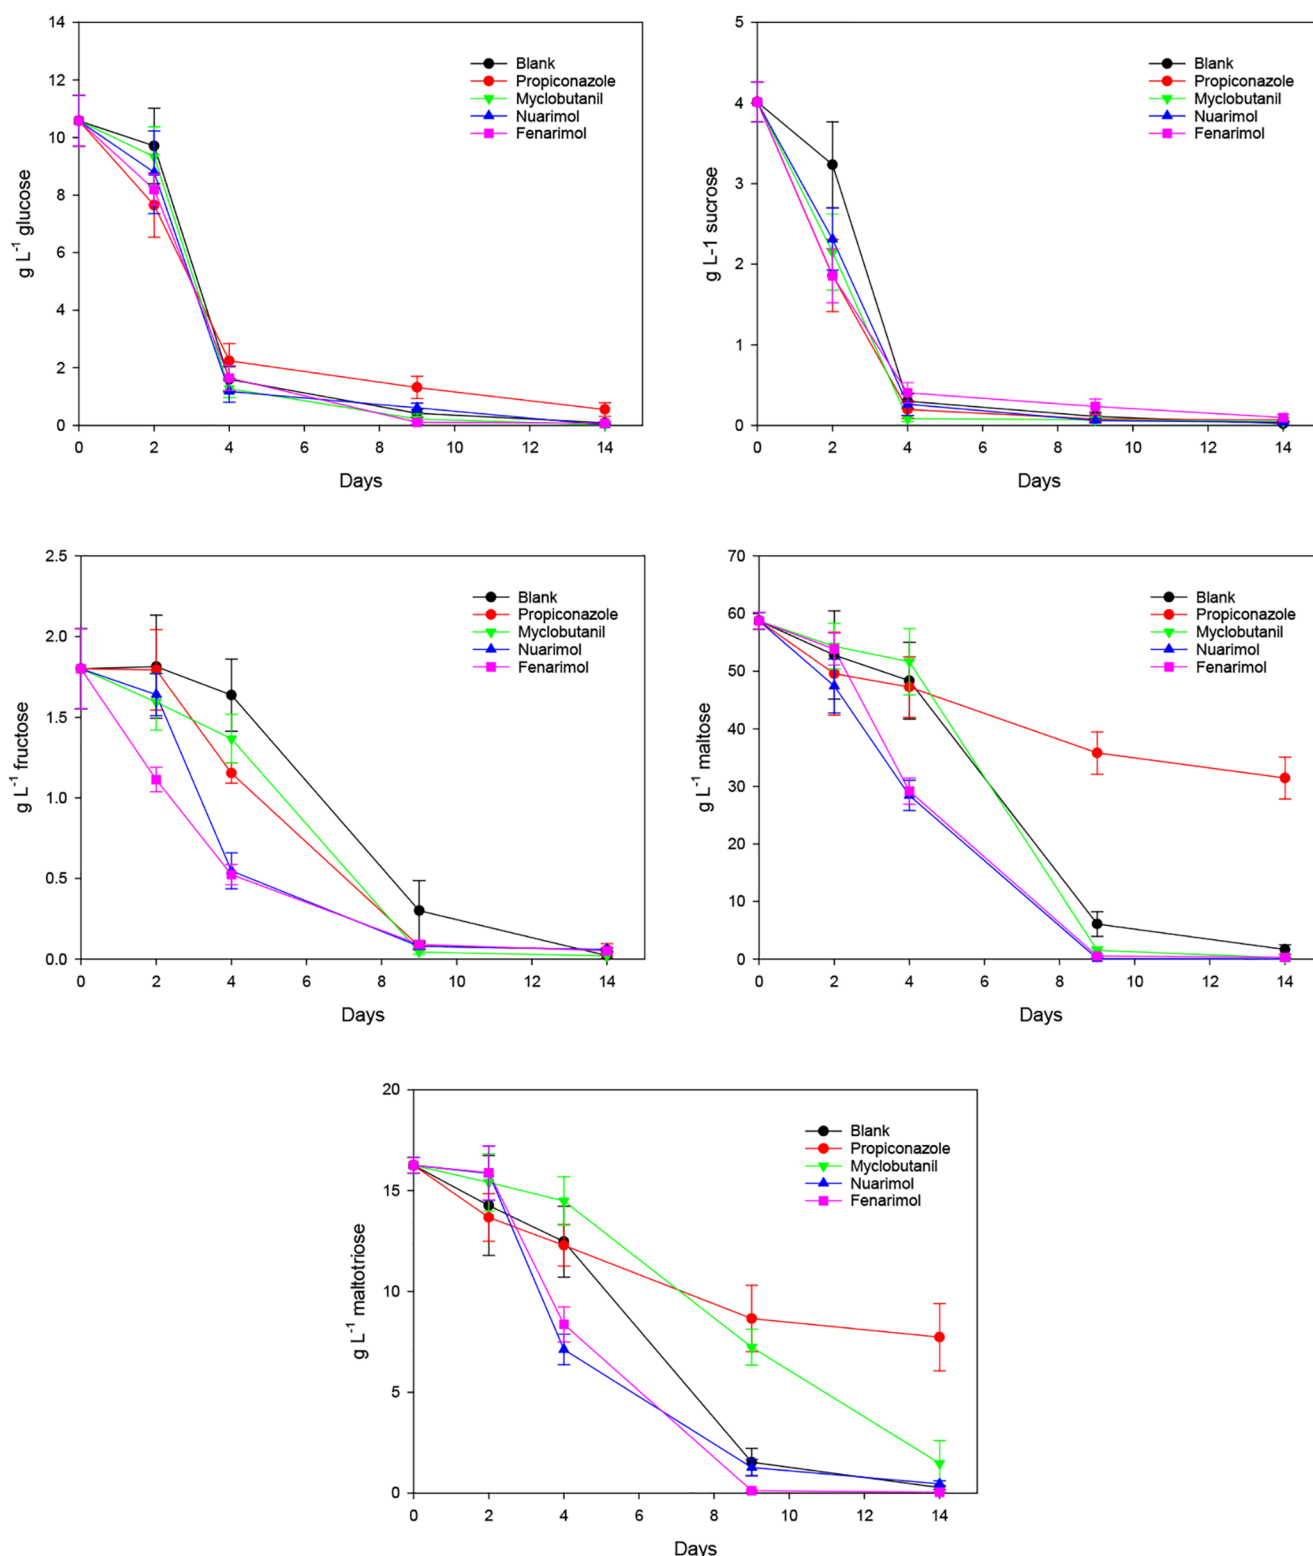 14
12
10
8
6
4
2
0
g L⁻¹ glucose
Blank
Propiconazole
Myclobutanil
Nuarimol
Fenarimol
0 2 4 6 8 10 12 14
Days
5
4
3
2
1
0
g L-1 sucrose
Blank
Propiconazole
Myclobutanil
Nuarimol
Fenarimol
0 2 4 6 8 10 12 14
Days
2.5
2.0
1.5
1.0
0.5
0.0
g L⁻¹ fructose
Blank
Propiconazole
Myclobutanil
Nuarimol
Fenarimol
0 2 4 6 8 10 12 14
Days
70
60
50
40
30
20
10
0
g L⁻¹ maltose
Blank
Propiconazole
Myclobutanil
Nuarimol
Fenarimol
0 2 4 6 8 10 12 14
Days
20
15
10
5
0
g L⁻¹ maltotriose
Blank
Propiconazole
Myclobutanil
Nuarimol
Fenarimol
0 2 4 6 8 10 12 14
Days